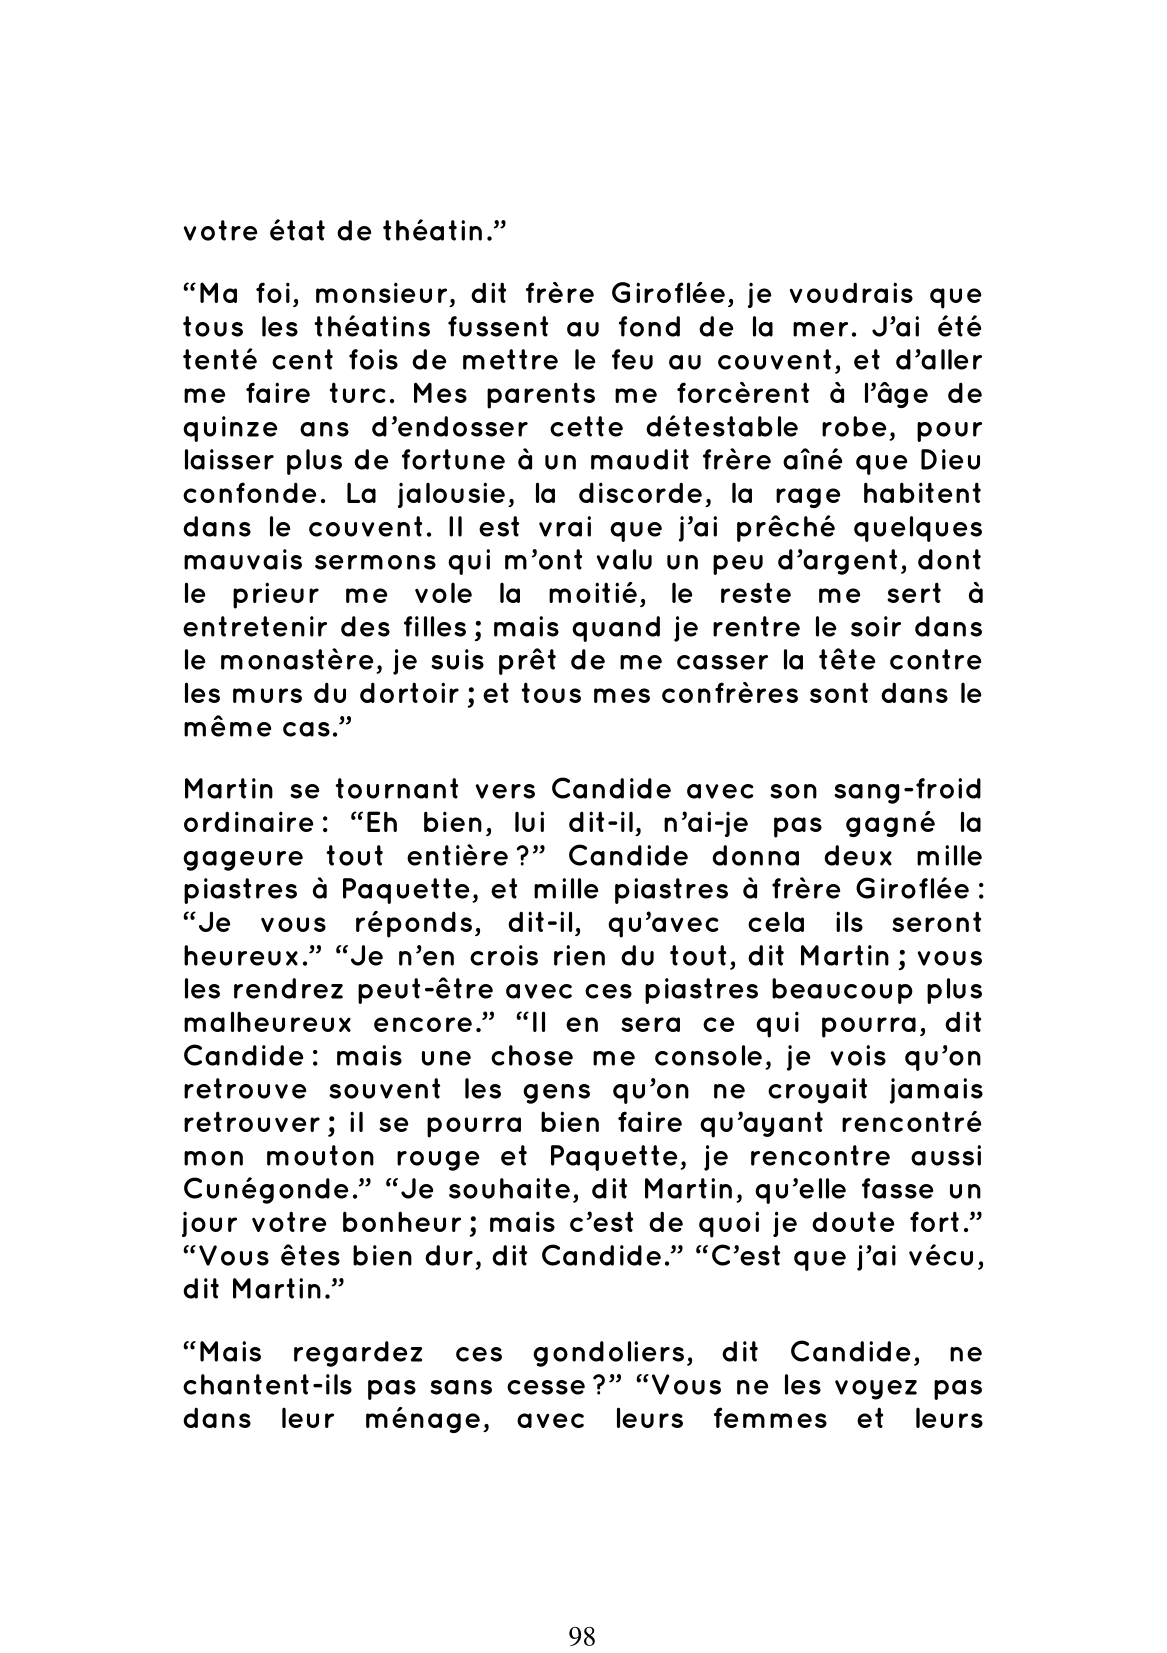 votre état de théatin.”
“Ma foi, monsieur, dit frère Giroflée, je voudrais que
tous les théatins fussent au fond de la mer. J’ai été
tenté cent fois de mettre le feu au couvent, et d’aller
me faire turc. Mes parents me forcèrent à l’âge de
quinze ans d’endosser cette détestable robe, pour
laisser plus de fortune à un maudit frère aîné que Dieu
confonde. La jalousie, la discorde, la rage habitent
dans le couvent. Il est vrai que j’ai prêché quelques
mauvais sermons qui m’ont valu un peu d’argent, dont
le prieur me vole la moitié, le reste me sert à
entretenir des filles ; mais quand je rentre le soir dans
le monastère, je suis prêt de me casser la tête contre
les murs du dortoir ; et tous mes confrères sont dans le
même cas.”
Martin se tournant vers Candide avec son sang-froid
ordinaire : “Eh bien, lui dit-il, n’ai-je pas gagné la
gageure tout entière ?” Candide donna deux mille
piastres à Paquette, et mille piastres à frère Giroflée :
“Je vous réponds, dit-il, qu’avec cela ils seront
heureux.” “Je n’en crois rien du tout, dit Martin ; vous
les rendrez peut-être avec ces piastres beaucoup plus
malheureux encore.” “Il en sera ce qui pourra, dit
Candide : mais une chose me console, je vois qu’on
retrouve souvent les gens qu’on ne croyait jamais
retrouver ; il se pourra bien faire qu’ayant rencontré
mon mouton rouge et Paquette, je rencontre aussi
Cunégonde.” “Je souhaite, dit Martin, qu’elle fasse un
jour votre bonheur ; mais c’est de quoi je doute fort.”
“Vous êtes bien dur, dit Candide.” “C’est que j’ai vécu,
dit Martin.”
“Mais regardez ces gondoliers, dit Candide, ne
chantent-ils pas sans cesse ?” “Vous ne les voyez pas
dans leur ménage, avec leurs femmes et leurs
98